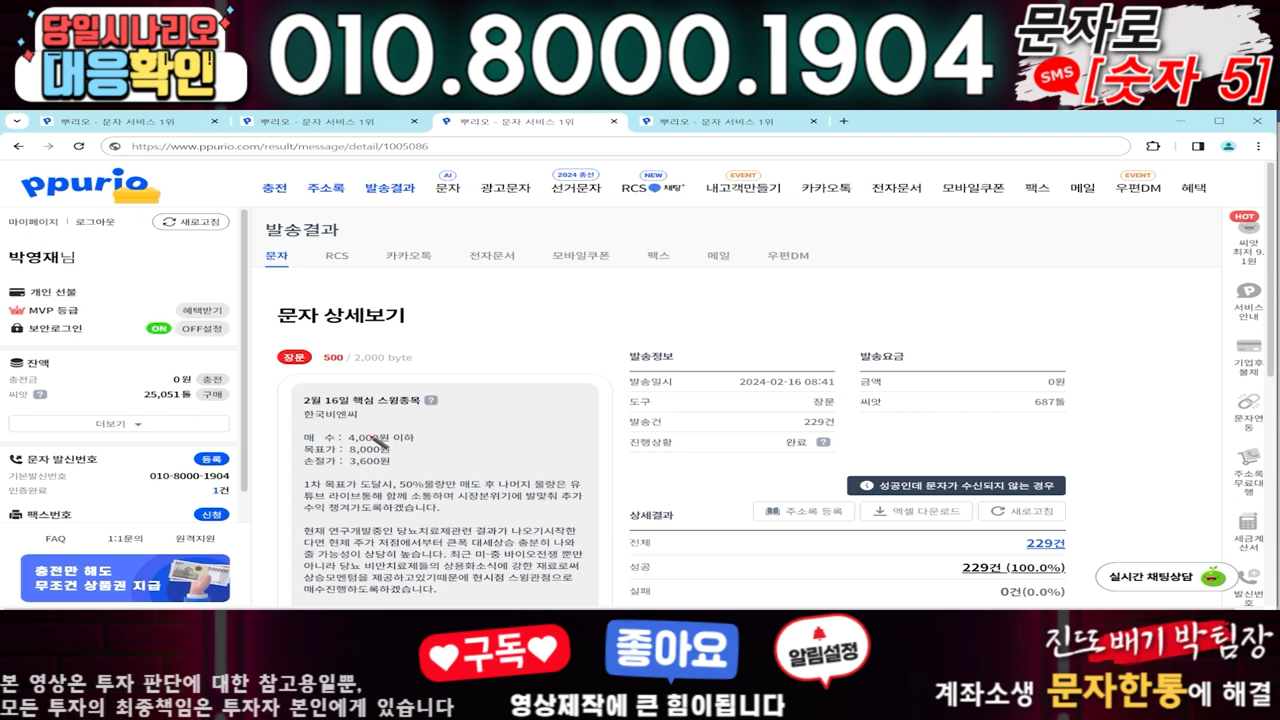 당일시나리오
대응확인
010.8000.1904
문자로
SMS
[숫자 5]
뿌리오 - 문자 서비스 1위
뿌리오 - 문자 서비스 1위
뿌리오 - 문자 서비스 1위
뿌리오 - 문자 서비스 1위
https://www.ppurio.com/result/message/detail/1005086
ppurio
충전
주소록
발송결과
AI
문자
광고문자
2024 총선
선거문자
NEW
RCS 채팅+
EVENT
내고객만들기
카카오톡
전자문서
모바일쿠폰
팩스
메일
EVENT
우편DM
혜택
마이페이지 | 로그아웃
새로고침
박영재님
개인 선불
MVP 등급 혜택받기
보안로그인 ON OFF설정
잔액
충전금 0원 충전
씨앗 ? 25,051톨 구매
더보기
문자 발신번호 등록
기본발신번호 010-8000-1904
인증완료 1건
팩스번호 신청
FAQ 1:1문의 원격지원
충전만 해도
무조건 상품권 지급
발송결과
문자 RCS 카카오톡 전자문서 모바일쿠폰 팩스 메일 우편DM
문자 상세보기
장문 500 / 2,000 byte
2월 16일 핵심 스윙종목 ?
한국비엔씨
매 수 : 4,000원 이하
목표가 : 8,000원
손절가 : 3,600원
1차 목표가 도달시, 50%물량만 매도 후 나머지 물량은 유
튜브 라이브통해 함께 소통하며 시장분위기에 발맞춰 추가
수익 챙겨가도록하겠습니다.
현재 연구개발중인 당뇨치료제관련 결과가 나오기시작한
다면 현재 주가 저점에서부터 큰폭 대세상승 충분히 나와
줄 가능성이 상당히 높습니다. 최근 미·중 바이오전쟁 뿐만
아니라 당뇨 비만치료제들의 상용화소식에 강한 재료로써
상승모멘텀을 제공하고있기때문에 현시점 스윙관점으로
매수진행하도록하겠습니다.
발송정보
발송일시 2024-02-16 08:41
도구 장문
발송건 229건
진행상황 완료 ?
발송요금
금액 0원
씨앗 687톨
성공인데 문자가 수신되지 않는 경우
상세결과
주소록 등록
엑셀 다운로드
새로고침
전체 229건
성공 229건 (100.0%)
실패 0건(0.0%)
실시간 채팅상담
HOT
씨앗
최저 9.
1원
서비스
안내
기업후
불제
문자연
동
주소록
무료대
행
세금계
산서
발신번
호
본 영상은 투자 판단에 대한 참고용일뿐,
모든 투자의 최종책임은 투자자 본인에게 있습니다
구독
좋아요
알림설정
영상제작에 큰 힘이됩니다
진또배기 박팀장
계좌소생 문자한통에 해결